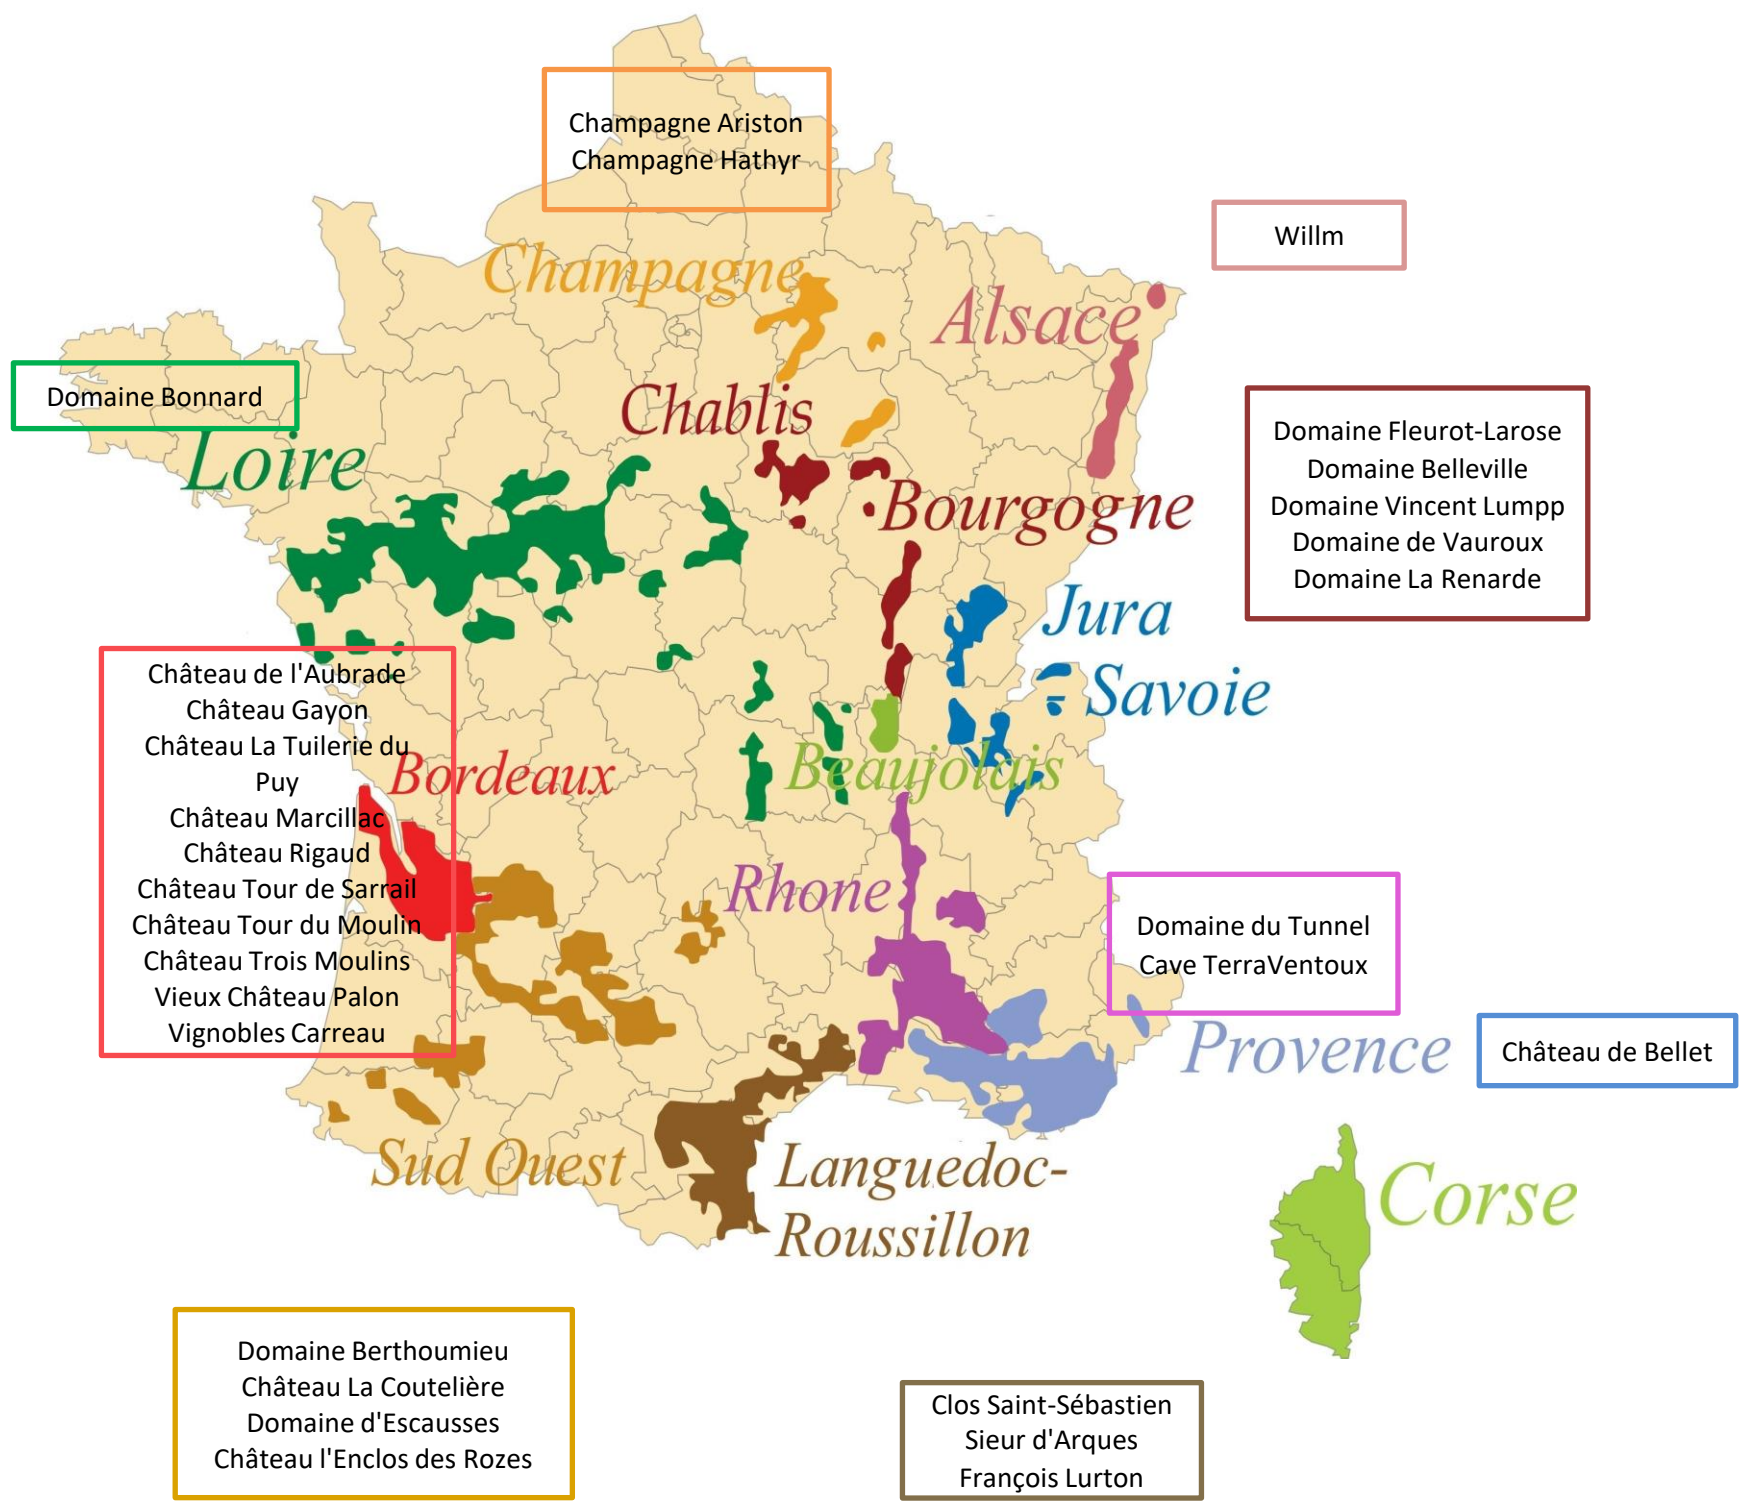 Champagne Ariston
Champagne Hathyr
Willm
Champagne
Alsace
Domaine Bonnard
Chablis
Loire
Domaine Fleurot-Larose
Domaine Belleville
Domaine Vincent Lumpp
Domaine de Vauroux
Domaine La Renarde
Bourgogne
Jura
Savoie
Château de l'Aubrade
Château Gayon
Château La Tuilerie du
Puy
Château Marcillac
Château Rigaud
Château Tour de Sarrail
Château Tour du Moulin
Château Trois Moulins
Vieux Château Palon
Vignobles Carreau
Bordeaux
Beaujolais
Rhone
Domaine du Tunnel
Cave TerraVentoux
Provence
Château de Bellet
Sud Ouest
Languedoc-
Roussillon
Corse
Domaine Berthoumieu
Château La Coutelière
Domaine d'Escausses
Château l'Enclos des Rozes
Clos Saint-Sébastien
Sieur d'Arques
François Lurton